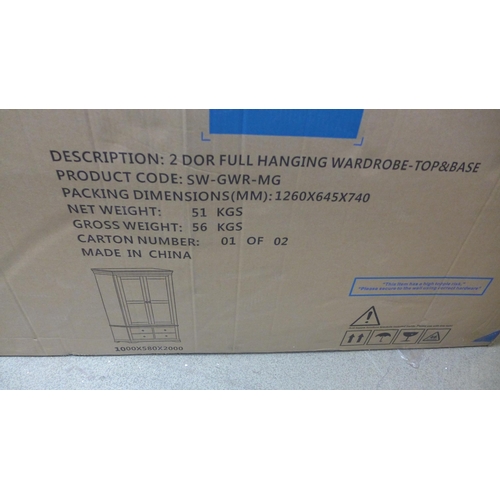 DESCRIPTION: 2 DOR FULL HANGING WARDROBE-TOP&BASE
PRODUCT CODE: SW-GWR-MG
PACKING DIMENSIONS(MM): 1260X645X740
NET WEIGHT: 51 KGS
GROSS WEIGHT: 56 KGS
CARTON NUMBER: 01 OF 02
MADE IN CHINA
1000X580X2000